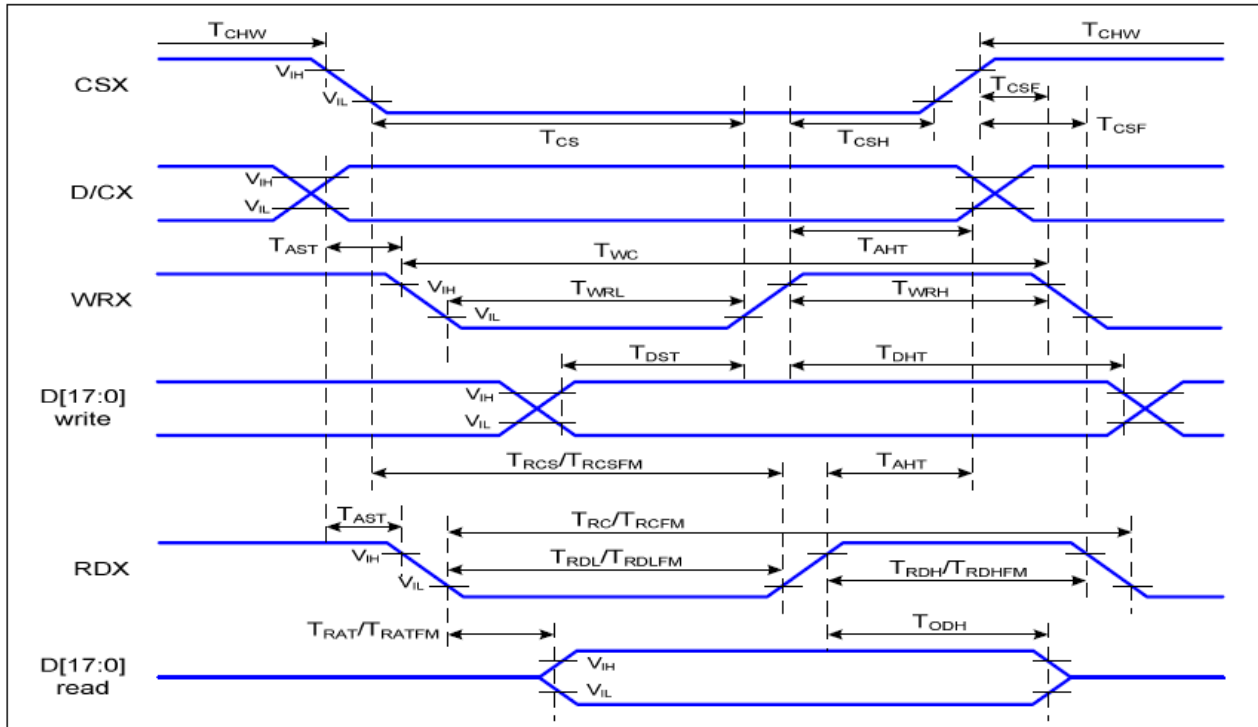 TCHW TCHW
CSX VIH VIL TCSF
TCS TCSH TCSF
D/CX VIH VIL
TAST TWC TAHT
WRX VIH VIL TWRL TWRH
TDST TDHT
D[17:0] write VIH VIL
TRCS/TRCSFM TAHT
TAST TRC/TRCFM
RDX VIH VIL TRDL/TRDLFM TRDH/TRDHFM
TRAT/TRATFM TODH
D[17:0] read VIH VIL